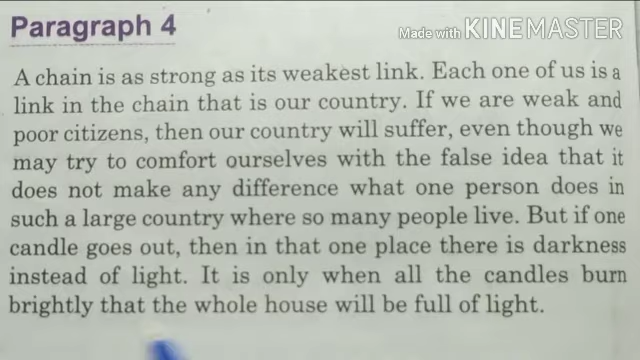 Paragraph 4
Made with KINEMASTER
A chain is as strong as its weakest link. Each one of us is a
link in the chain that is our country. If we are weak and
poor citizens, then our country will suffer, even though we
may try to comfort ourselves with the false idea that it
does not make any difference what one person does in
such a large country where so many people live. But if one
candle goes out, then in that one place there is darkness
instead of light. It is only when all the candles burn
brightly that the whole house will be full of light.